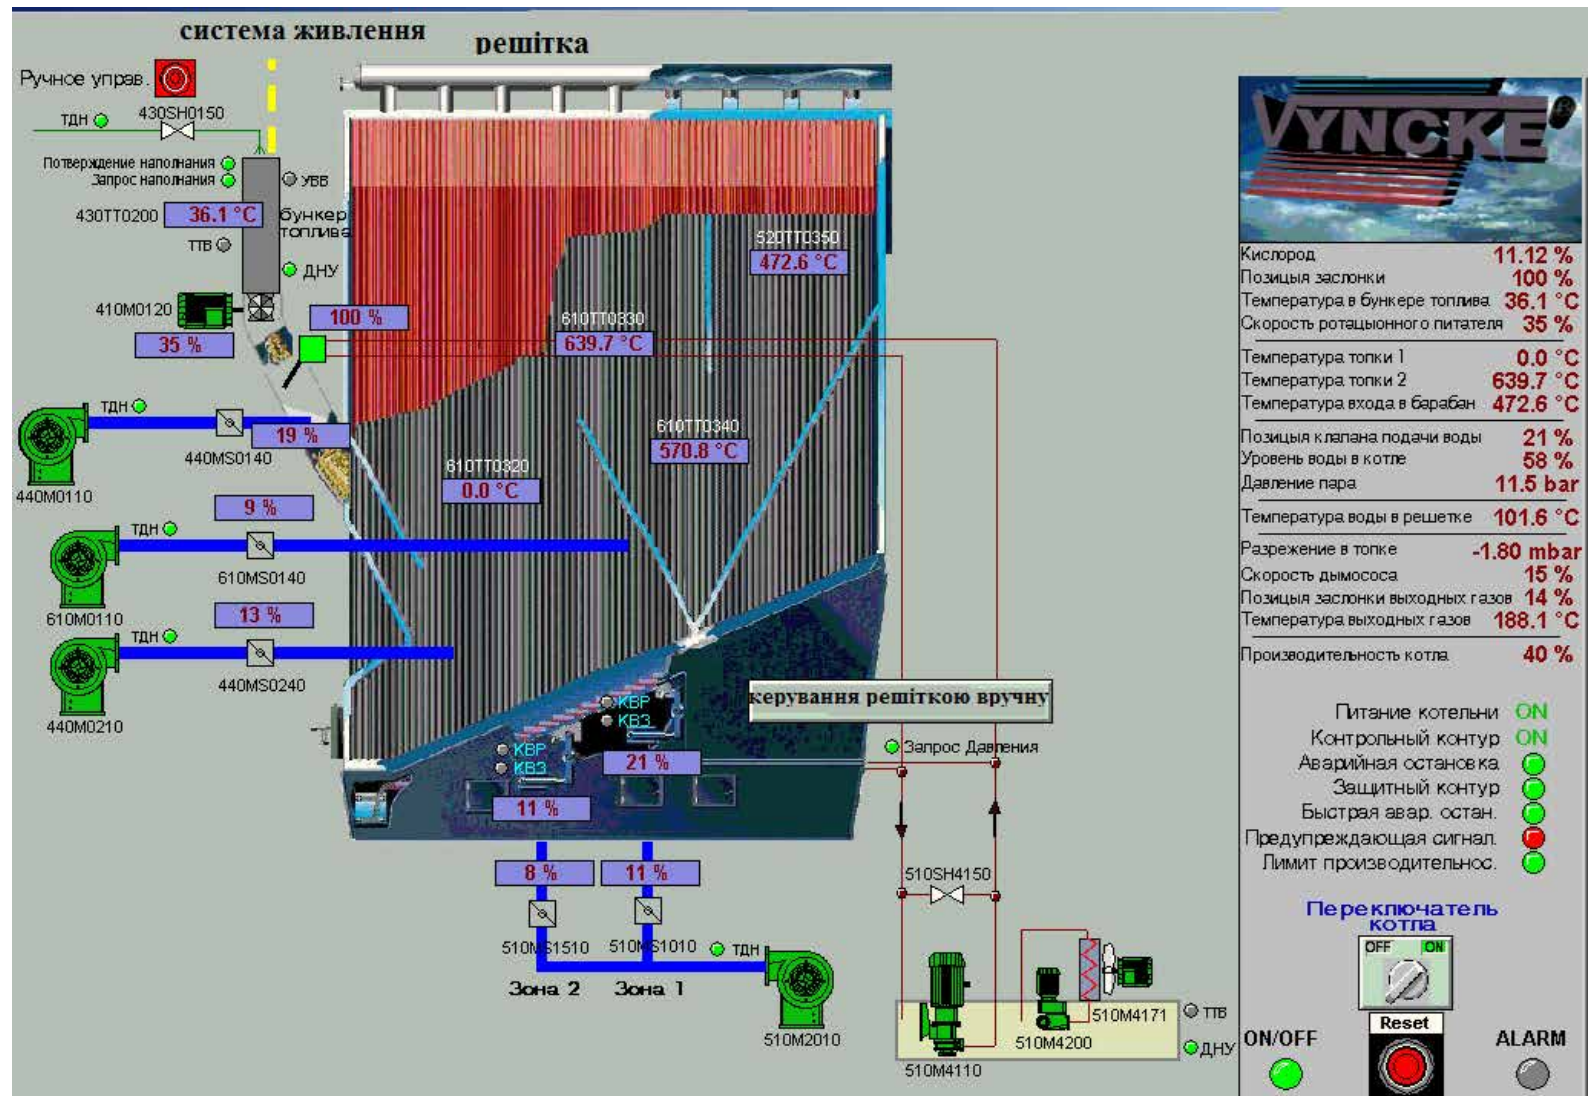 система живлення
решітка
Ручное управ.
ТДН
430SH0150
Потверждение наполнания
Запрос наполнания
УВВ
430TT0200
36.1 °C
бункер
топлива
ТТВ
ДНУ
410M0120
100 %
35 %
520TT0350
472.6 °C
610TT0330
639.7 °C
ТДН
19 %
440MS0140
440M0110
610TT0340
570.8 °C
610TT0320
0.0 °C
9 %
ТДН
610MS0140
610M0110
13 %
ТДН
440MS0240
440M0210
керування решіткою вручну
КВР
КВЗ
КВР
КВЗ
21 %
11 %
Запрос Давления
8 %
11 %
510SH4150
510MS1510
510MS1010
ТДН
Зона 2
Зона 1
510M2010
510M4171
ТТВ
510M4200
ДНУ
510M4110
VYNCKE®
Кислород 11.12 %
Позицыя заслонки 100 %
Температура в бункере топлива 36.1 °C
Скорость ротацыонного питателя 35 %
Температура топки 1 0.0 °C
Температура топки 2 639.7 °C
Температура входа в барабан 472.6 °C
Позицыя клапана подачи воды 21 %
Уровень воды в котле 58 %
Давление пара 11.5 bar
Температура воды в решетке 101.6 °C
Разрежение в топке -1.80 mbar
Скорость дымососа 15 %
Позицыя заслонки выходных газов 14 %
Температура выходных газов 188.1 °C
Производительность котла 40 %
Питание котельни ON
Контрольный контур ON
Аварийная остановка
Защитный контур
Быстрая авар. остан.
Предупреждающая сигнал.
Лимит производительнос.
Переключатель
котла
OFF ON
Reset
ON/OFF
ALARM